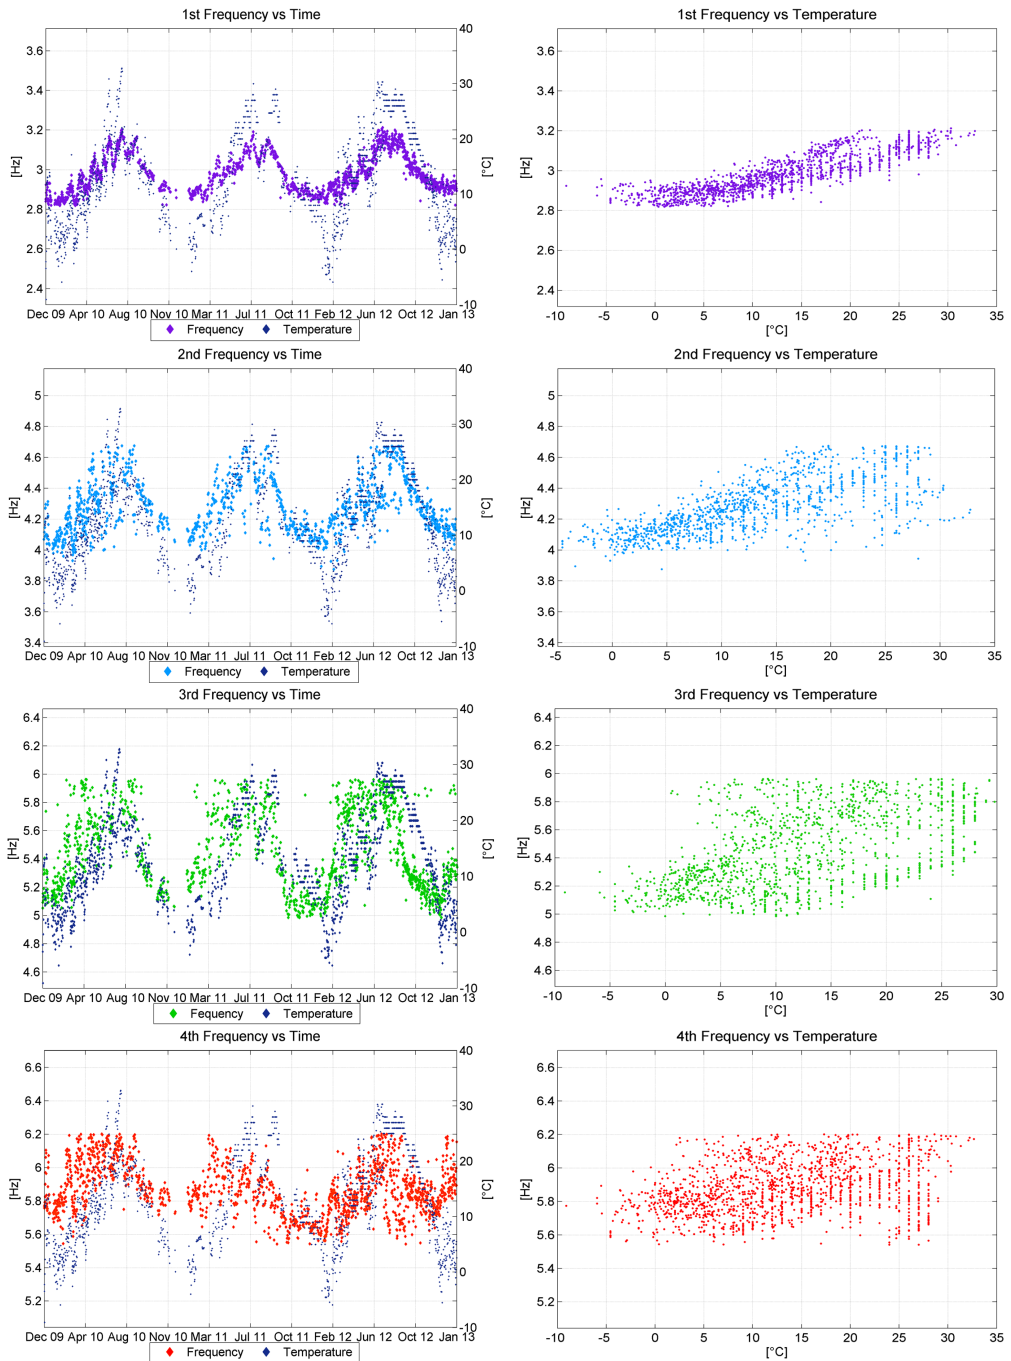 1st Frequency vs Time
1st Frequency vs Temperature
40
3.6
3.6
3.4
30
3.4
3.2
20
3.2
[Hz]
3
[°C]
[Hz]
3
2.8
10
2.8
2.6
0
2.6
2.4
2.4
-10
Dec 09 Apr 10 Aug 10 Nov 10 Mar 11 Jul 11 Oct 11 Feb 12 Jun 12 Oct 12 Jan 13
-10 -5 0 5 10 15 20 25 30 35
[°C]
Frequency Temperature
2nd Frequency vs Time
2nd Frequency vs Temperature
40
5
5
4.8
30
4.8
4.6
4.6
20
4.4
4.4
[Hz]
[°C]
[Hz]
4.2
4.2
10
4
4
3.8
0
3.8
3.6
3.6
3.4
-10
3.4
Dec 09 Apr 10 Aug 10 Nov 10 Mar 11 Jul 11 Oct 11 Feb 12 Jun 12 Oct 12 Jan 13
-5 0 5 10 15 20 25 30 35
[°C]
Frequency Temperature
3rd Frequency vs Time
3rd Frequency vs Temperature
40
6.4
6.4
6.2
30
6.2
6
6
5.8
5.8
20
5.6
5.6
[Hz]
[°C]
[Hz]
5.4
5.4
5.2
10
5.2
5
5
4.8
0
4.8
4.6
4.6
-10
Dec 09 Apr 10 Aug 10 Nov 10 Mar 11 Jul 11 Oct 11 Feb 12 Jun 12 Oct 12 Jan 13
-10 -5 0 5 10 15 20 25 30
[°C]
Fequency Temperature
4th Frequency vs Time
4th Frequency vs Temperature
40
6.6
6.6
6.4
30
6.4
6.2
6.2
6
20
6
[Hz]
[°C]
[Hz]
5.8
5.8
10
5.6
5.6
5.4
0
5.4
5.2
5.2
-10
Dec 09 Apr 10 Aug 10 Nov 10 Mar 11 Jul 11 Oct 11 Feb 12 Jun 12 Oct 12 Jan 13
-10 -5 0 5 10 15 20 25 30 35
[°C]
Frequency Temperature